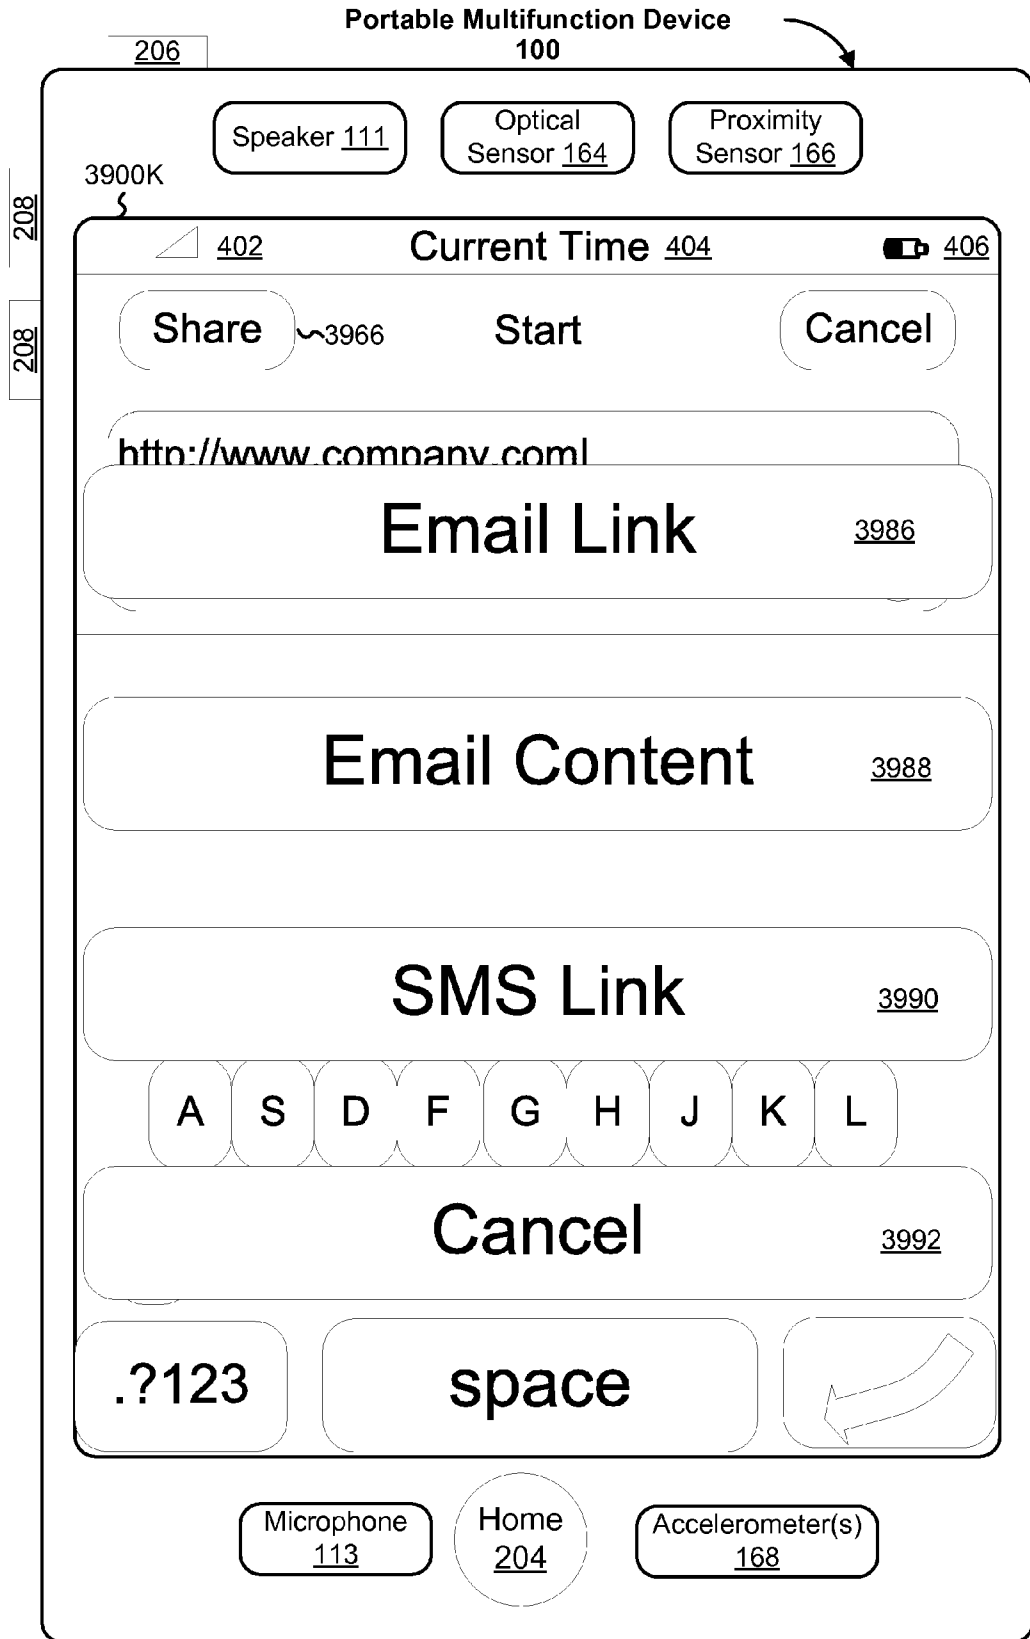 Portable Multifunction Device
100
206
Speaker 111
Optical
Sensor 164
Proximity
Sensor 166
3900K
208
402
Current Time 404
406
208
Share
3966
Start
Cancel
http://www.company.com|
Email Link 3986
Email Content 3988
SMS Link 3990
A S D F G H J K L
Cancel 3992
.?123
space
Microphone
113
Home
204
Accelerometer(s)
168